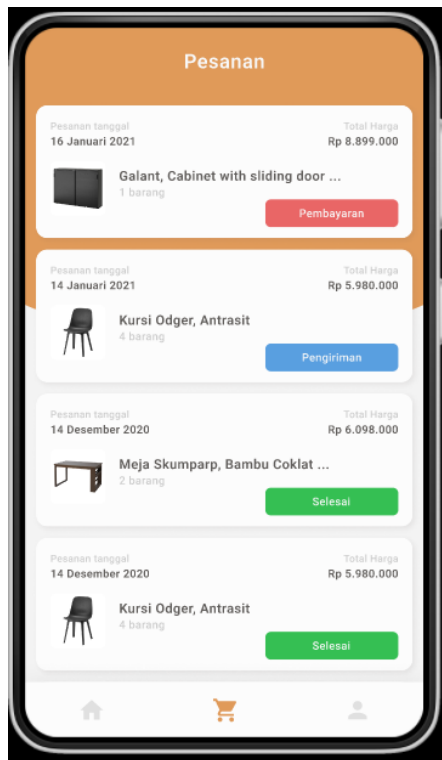 Pesanan
Pesanan tanggal Total Harga
16 Januari 2021 Rp 8.899.000
Galant, Cabinet with sliding door ...
1 barang
Pembayaran
Pesanan tanggal Total Harga
14 Januari 2021 Rp 5.980.000
Kursi Odger, Antrasit
4 barang
Pengiriman
Pesanan tanggal Total Harga
14 Desember 2020 Rp 6.098.000
Meja Skumparp, Bambu Coklat ...
2 barang
Selesai
Pesanan tanggal Total Harga
14 Desember 2020 Rp 5.980.000
Kursi Odger, Antrasit
4 barang
Selesai